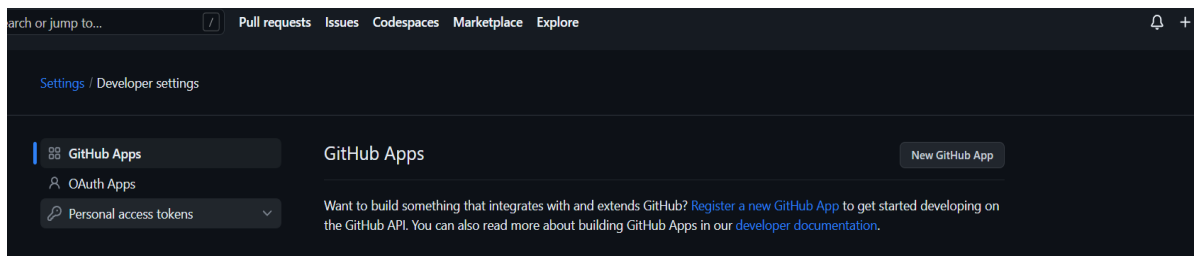 earch or jump to... / Pull requests Issues Codespaces Marketplace Explore
Settings / Developer settings
GitHub Apps
OAuth Apps
Personal access tokens
GitHub Apps
New GitHub App
Want to build something that integrates with and extends GitHub? Register a new GitHub App to get started developing on
the GitHub API. You can also read more about building GitHub Apps in our developer documentation.